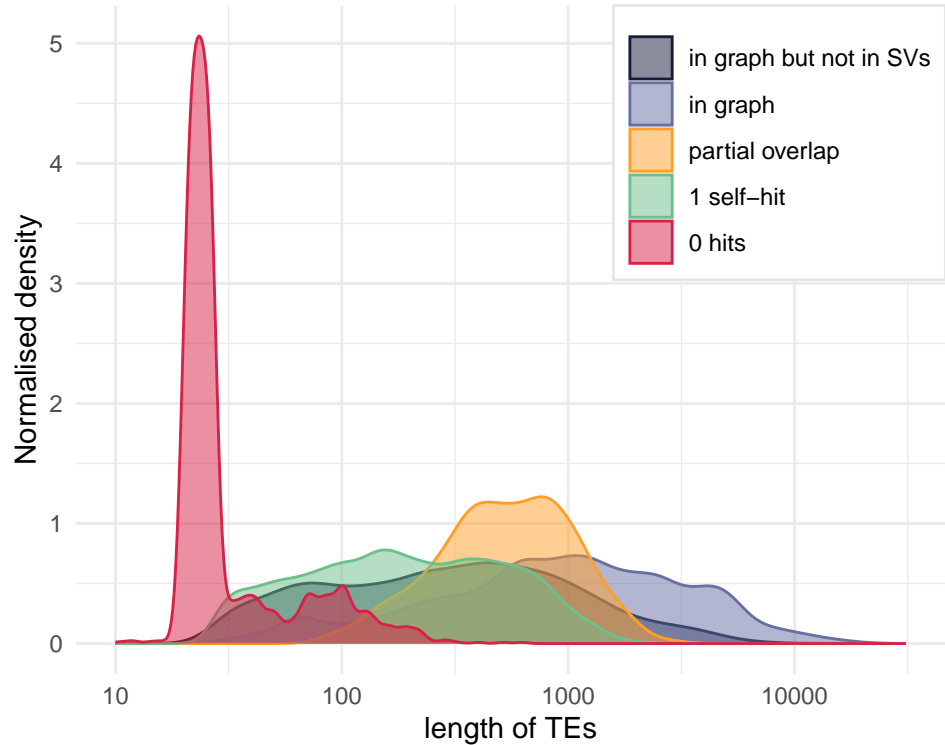 in graph but not in SVs
in graph
partial overlap
1 self−hit
0 hits
Normalised density
5
4
3
2
1
0
10
100
1000
10000
length of TEs